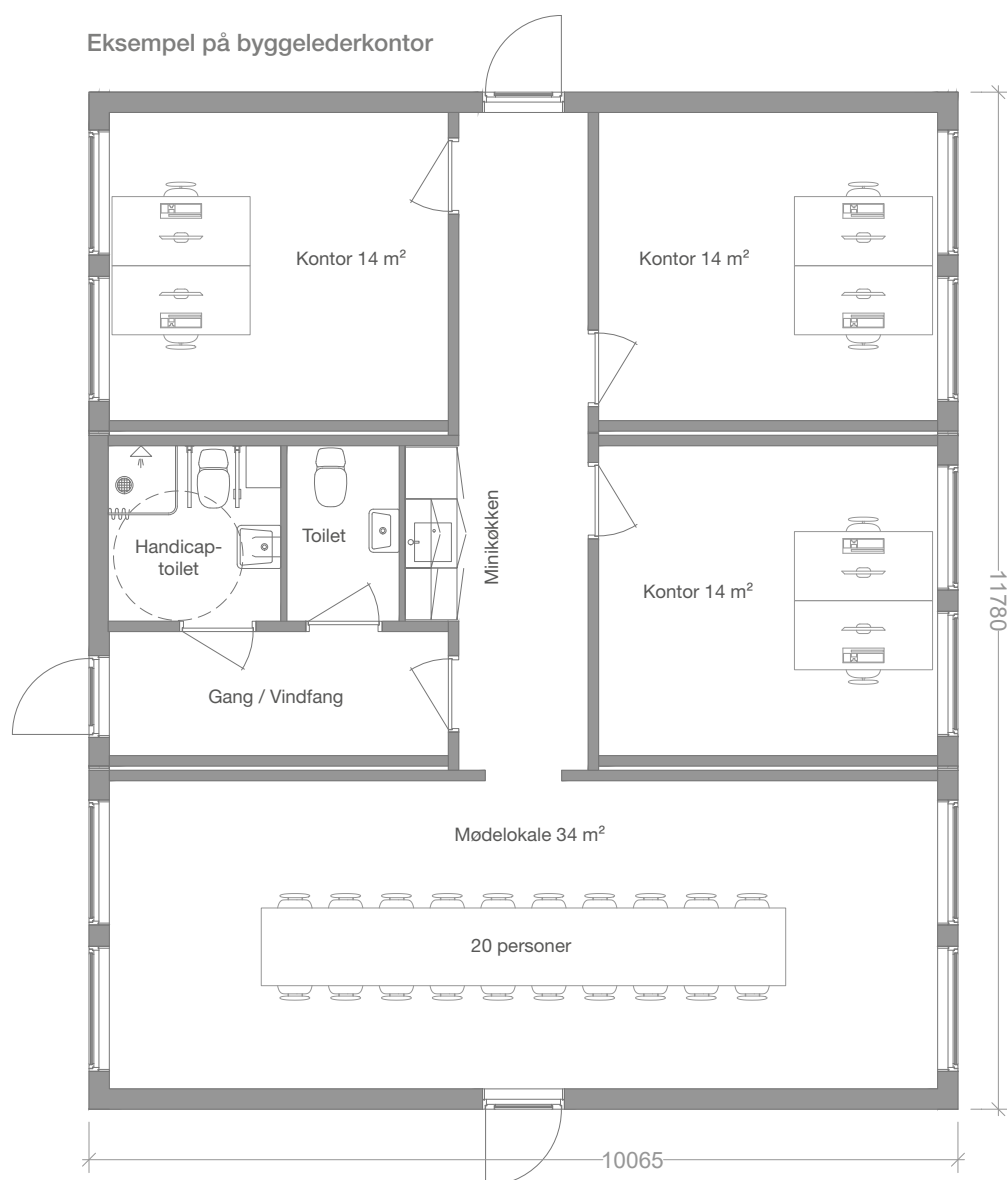 Eksempel på byggelederkontor
Kontor 14 m²
Kontor 14 m²
Handicap-
toilet
Toilet
Minikøkken
Kontor 14 m²
11780
Gang / Vindfang
Mødelokale 34 m²
20 personer
10065